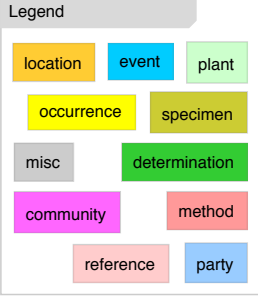 Legend
location event plant
occurrence specimen
misc determination
community method
reference party